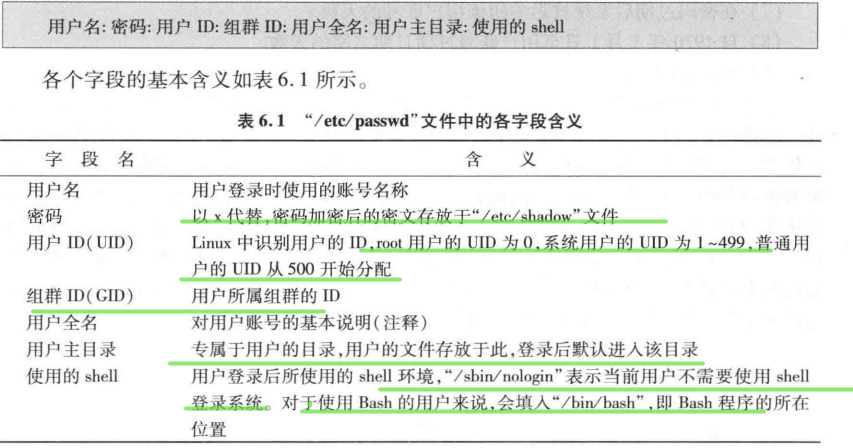 用户名: 密码: 用户 ID: 组群 ID: 用户全名: 用户主目录: 使用的 shell
各个字段的基本含义如表 6.1 所示。
表 6.1 “/etc/passwd”文件中的各字段含义
字 段 名 含 义
用户名 用户登录时使用的账号名称
密码 以 x 代替,密码加密后的密文存放于“/etc/shadow”文件
用户 ID(UID) Linux 中识别用户的 ID,root 用户的 UID 为 0,系统用户的 UID 为 1~499,普通用
户的 UID 从 500 开始分配
组群 ID(GID) 用户所属组群的 ID
用户全名 对用户账号的基本说明(注释)
用户主目录 专属于用户的目录,用户的文件存放于此,登录后默认进入该目录
使用的 shell 用户登录后所使用的 shell 环境,“/sbin/nologin”表示当前用户不需要使用 shell
登录系统。对于使用 Bash 的用户来说,会填入“/bin/bash”,即 Bash 程序的所在
位置